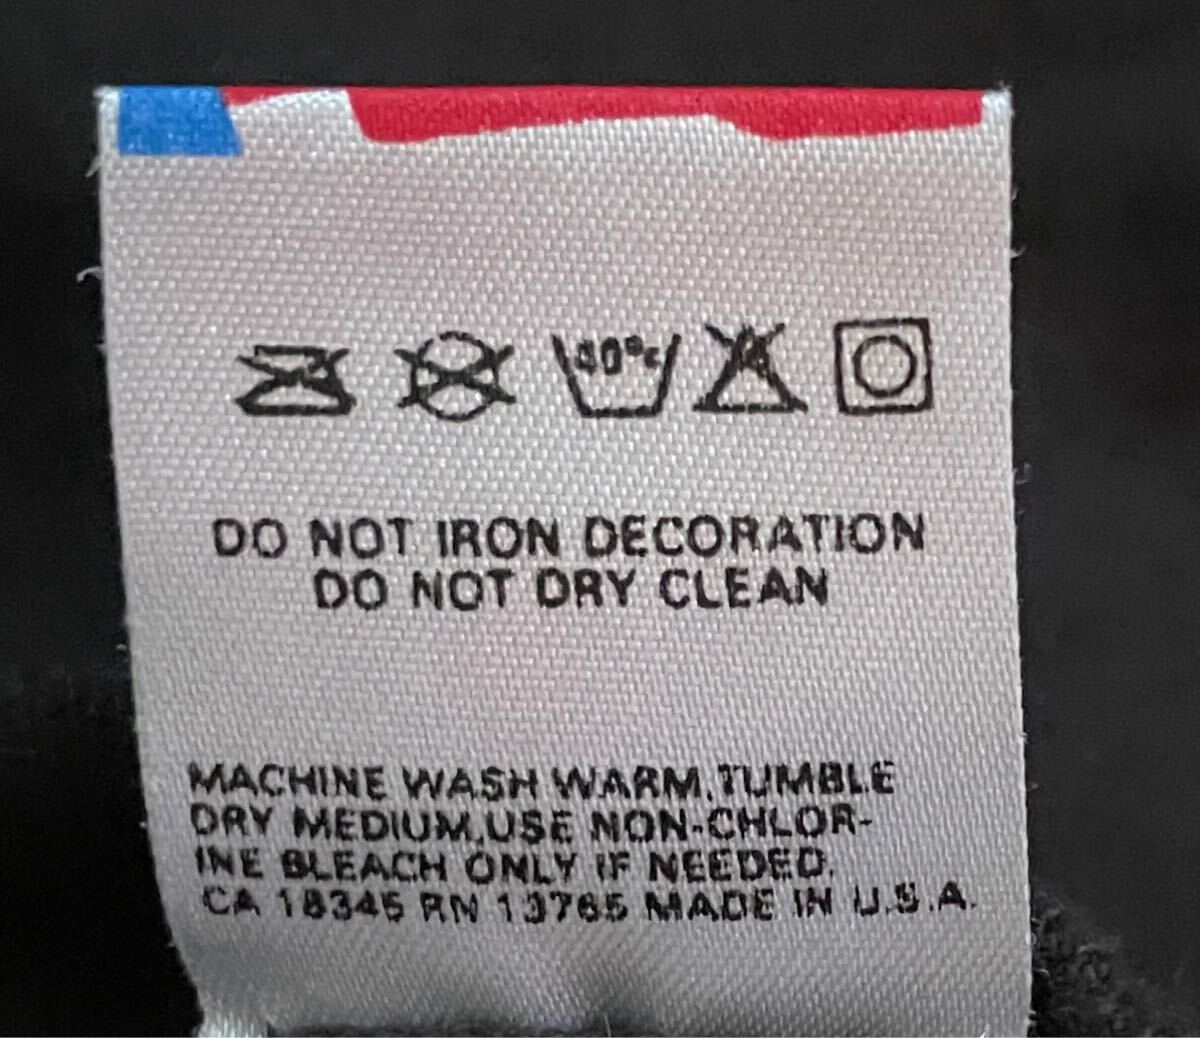 40°c
DO NOT IRON DECORATION
DO NOT DRY CLEAN
MACHINE WASH WARM,TUMBLE
DRY MEDIUM,USE NON-CHLOR-
INE BLEACH ONLY IF NEEDED.
CA 18345 RN 13765 MADE IN U.S.A.